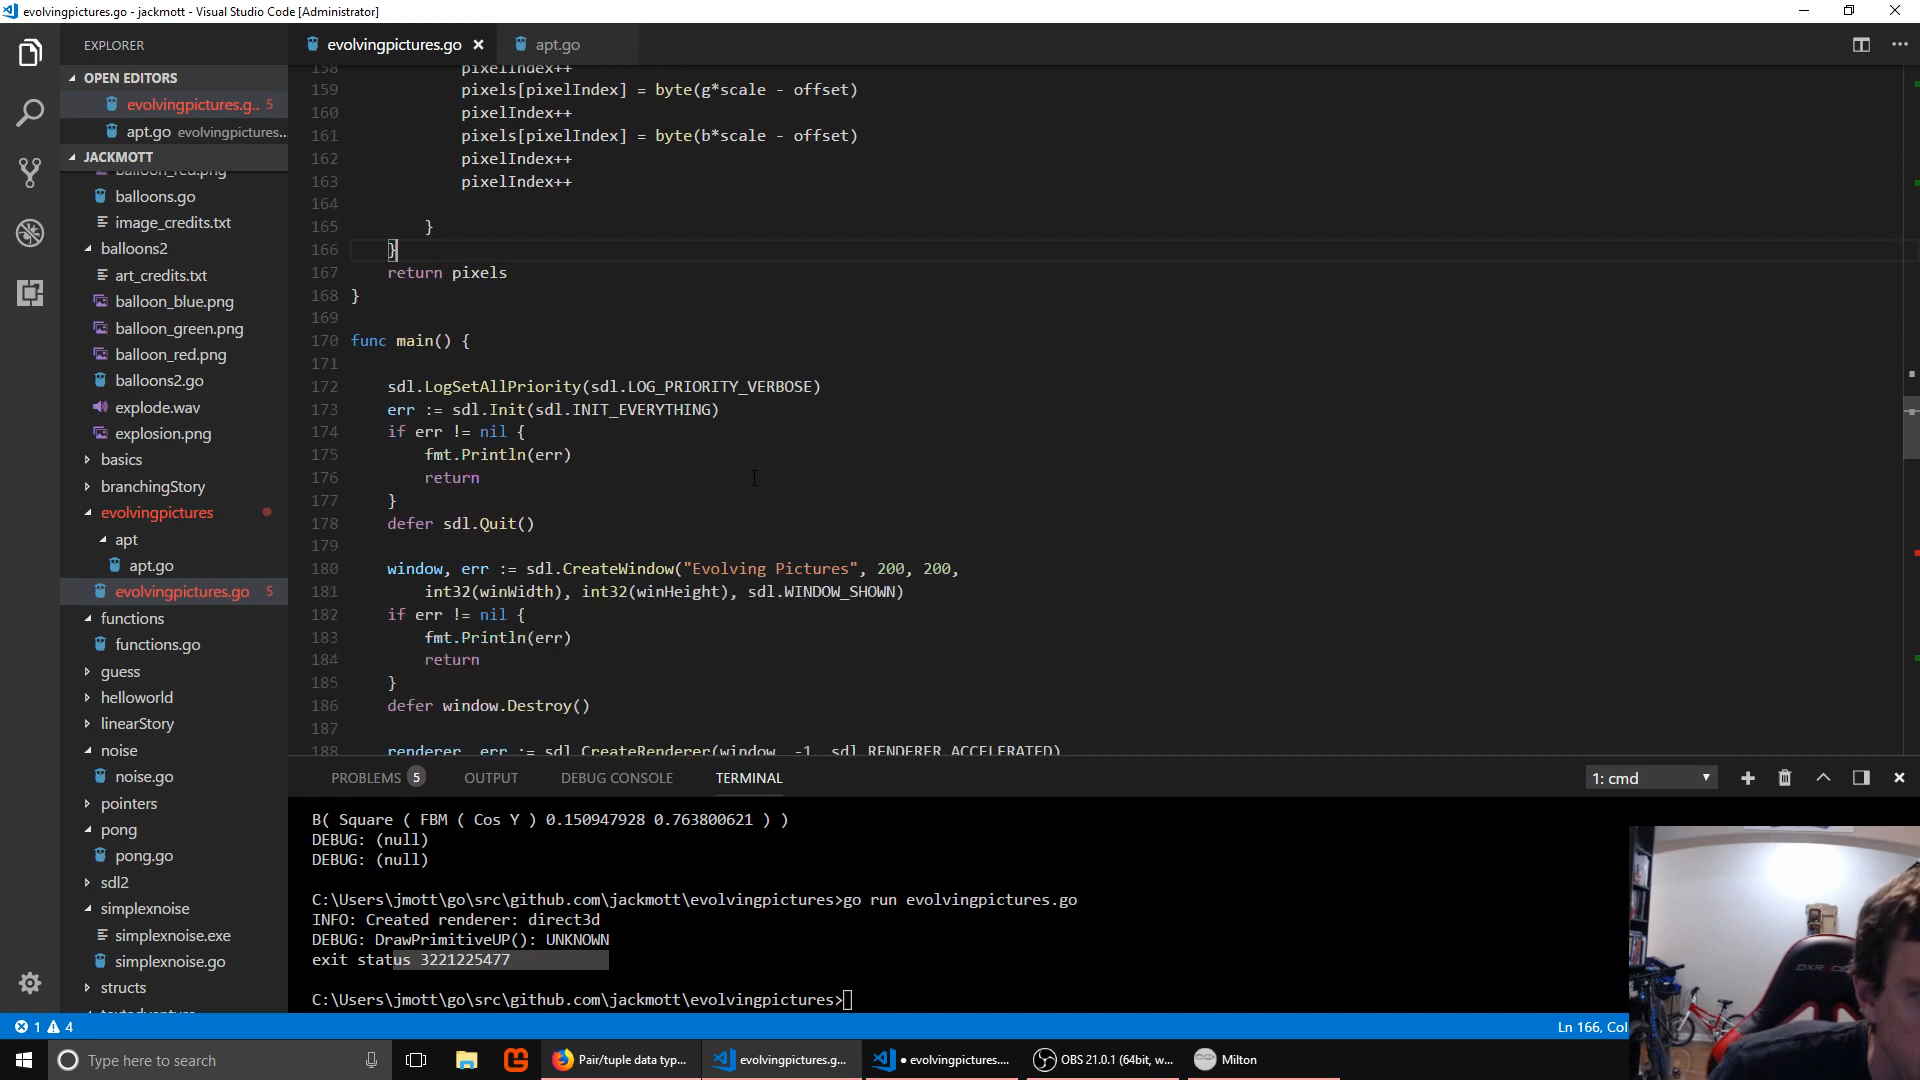 evolvingpictures.go - jackmott - Visual Studio Code [Administrator]
EXPLORER
OPEN EDITORS
evolvingpictures.g.. 5
apt.go evolvingpictures...
JACKMOTT
balloon_red.png
balloons.go
image_credits.txt
balloons2
art_credits.txt
balloon_blue.png
balloon_green.png
balloon_red.png
balloons2.go
explode.wav
explosion.png
basics
branchingStory
evolvingpictures
apt
apt.go
evolvingpictures.go 5
functions
functions.go
guess
helloworld
linearStory
noise
noise.go
pointers
pong
pong.go
sdl2
simplexnoise
simplexnoise.exe
simplexnoise.go
structs
textadventure
evolvingpictures.go
apt.go
158 pixelIndex++
159 pixels[pixelIndex] = byte(g*scale - offset)
160 pixelIndex++
161 pixels[pixelIndex] = byte(b*scale - offset)
162 pixelIndex++
163 pixelIndex++
164
165 }
166 }
167 return pixels
168 }
169
170 func main() {
171
172 sdl.LogSetAllPriority(sdl.LOG_PRIORITY_VERBOSE)
173 err := sdl.Init(sdl.INIT_EVERYTHING)
174 if err != nil {
175 fmt.Println(err)
176 return
177 }
178 defer sdl.Quit()
179
180 window, err := sdl.CreateWindow("Evolving Pictures", 200, 200,
181 int32(winWidth), int32(winHeight), sdl.WINDOW_SHOWN)
182 if err != nil {
183 fmt.Println(err)
184 return
185 }
186 defer window.Destroy()
187
188 renderer, err := sdl.CreateRenderer(window, -1, sdl.RENDERER_ACCELERATED)
PROBLEMS 5 OUTPUT DEBUG CONSOLE TERMINAL 1: cmd
B( Square ( FBM ( Cos Y ) 0.150947928 0.763800621 ) )
DEBUG: (null)
DEBUG: (null)
C:\Users\jmott\go\src\github.com\jackmott\evolvingpictures>go run evolvingpictures.go
INFO: Created renderer: direct3d
DEBUG: DrawPrimitiveUP(): UNKNOWN
exit status 3221225477
C:\Users\jmott\go\src\github.com\jackmott\evolvingpictures>
1 4
Ln 166, Col
Type here to search
Pair/tuple data typ...
evolvingpictures.g...
• evolvingpictures....
OBS 21.0.1 (64bit, w...
Milton